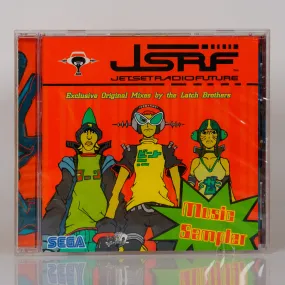 JSRF
JETSETRADIOFUTURE
Exclusive Original Mixes by the Latch Brothers
Music
Sampler
SEGA